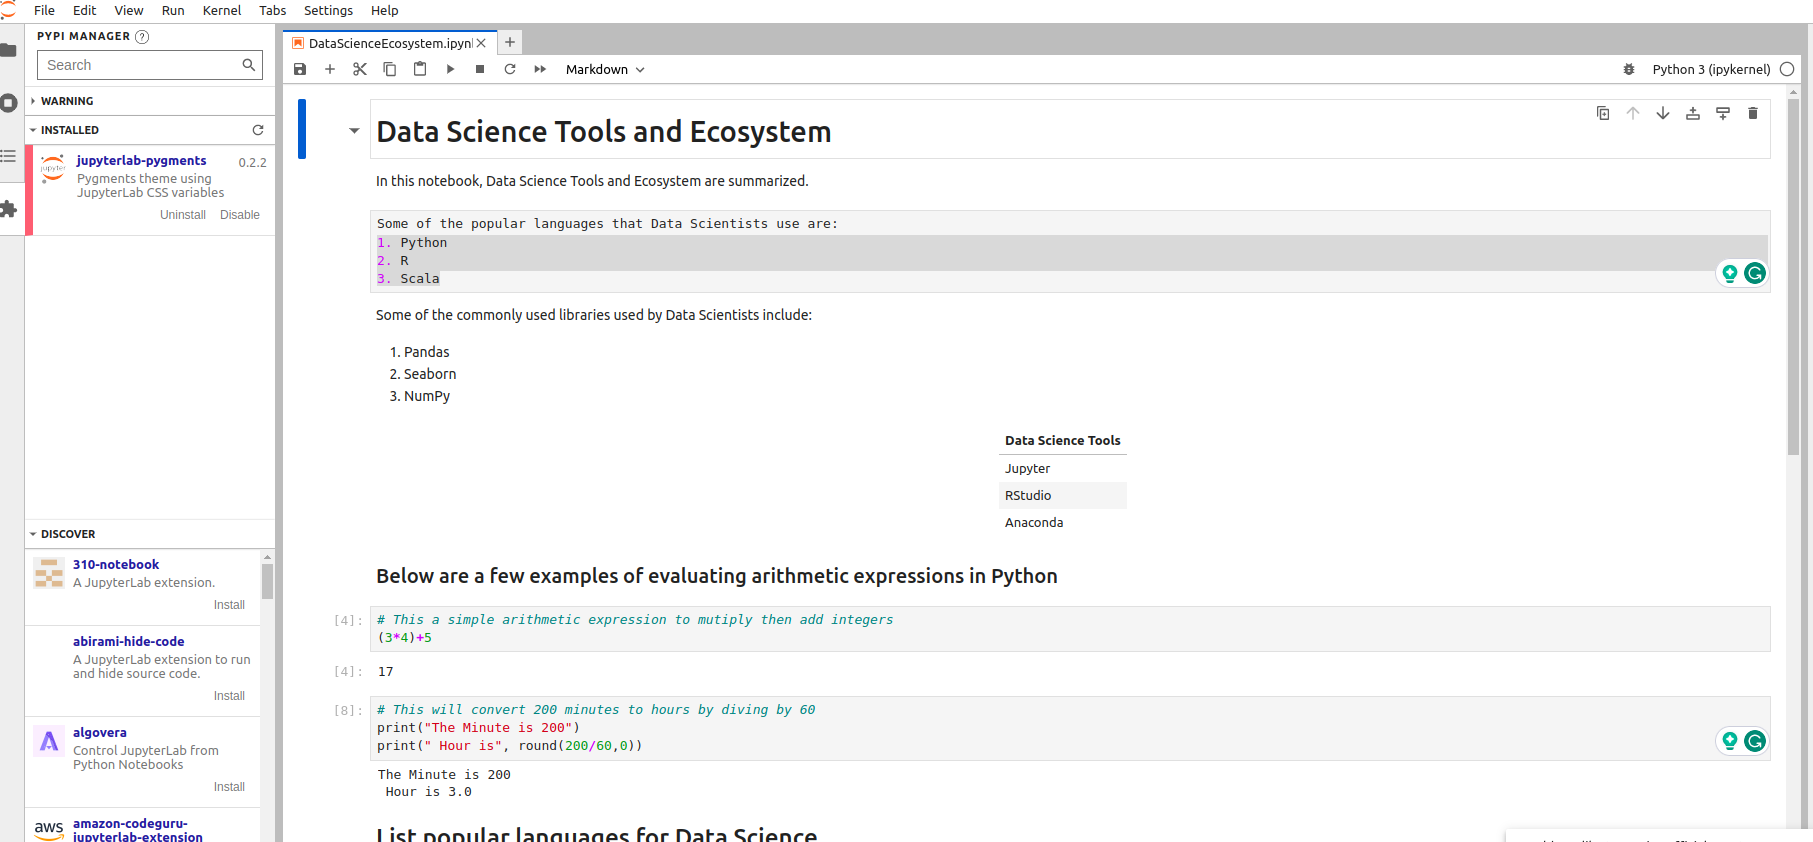 File Edit View Run Kernel Tabs Settings Help
PYPI MANAGER ?
Search
WARNING
INSTALLED
jupyterlab-pygments 0.2.2
Pygments theme using
JupyterLab CSS variables
Uninstall Disable
DISCOVER
310-notebook
A JupyterLab extension.
Install
abirami-hide-code
A JupyterLab extension to run
and hide source code.
Install
algovera
Control JupyterLab from
Python Notebooks
Install
aws
amazon-codeguru-
jupyterlab-extension
DataScienceEcosystem.ipyn
Markdown
Python 3 (ipykernel)
Data Science Tools and Ecosystem
In this notebook, Data Science Tools and Ecosystem are summarized.
Some of the popular languages that Data Scientists use are:
1. Python
2. R
3. Scala
Some of the commonly used libraries used by Data Scientists include:
1. Pandas
2. Seaborn
3. NumPy
Data Science Tools
Jupyter
RStudio
Anaconda
Below are a few examples of evaluating arithmetic expressions in Python
[4]: # This a simple arithmetic expression to mutiply then add integers
(3*4)+5
[4]: 17
[8]: # This will convert 200 minutes to hours by diving by 60
print("The Minute is 200")
print(" Hour is", round(200/60,0))
The Minute is 200
Hour is 3.0
List popular languages for Data Science